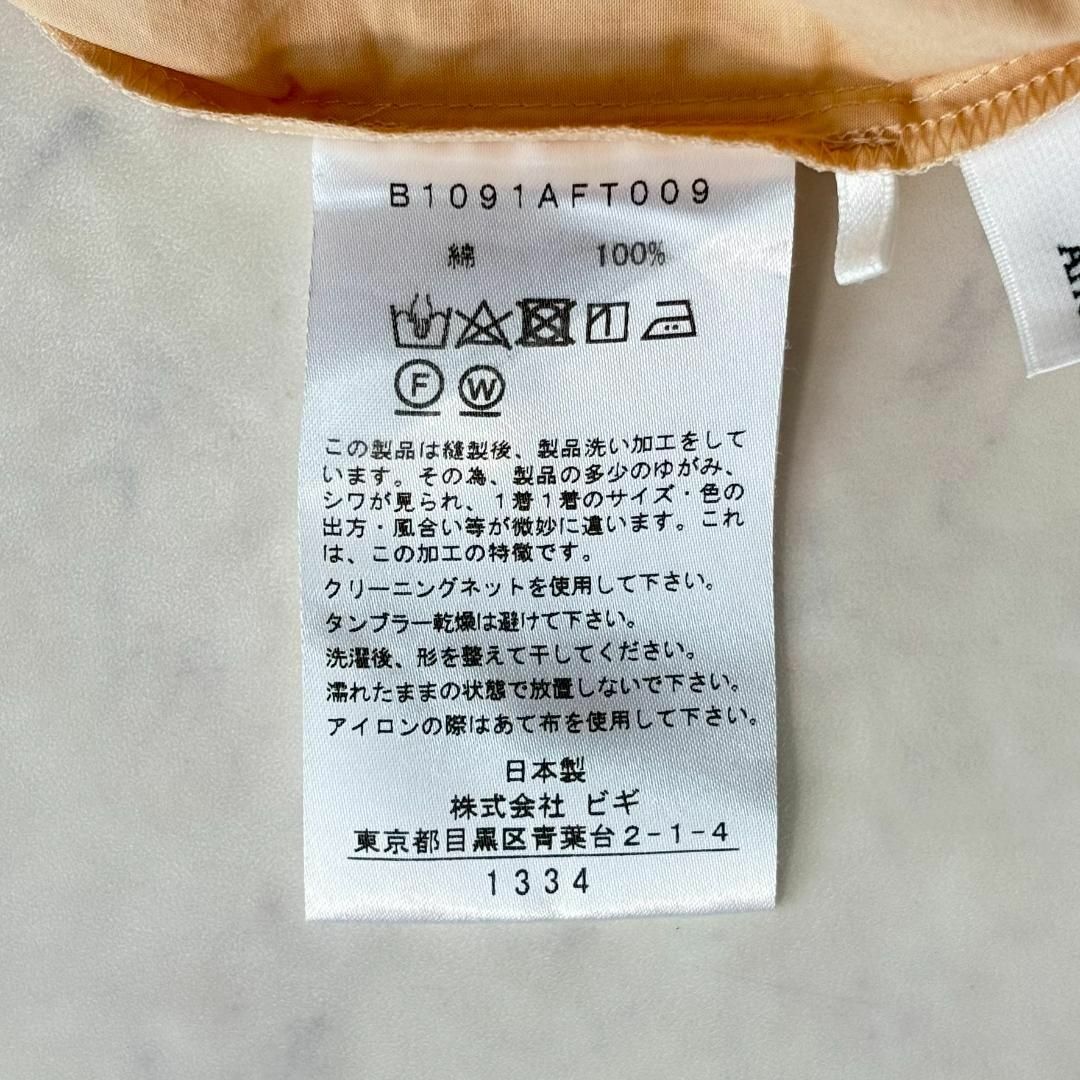 B1091AFT009
綿 100%
F W
この製品は縫製後、製品洗い加工をして
います。その為、製品の多少のゆがみ、
シワが見られ、1着1着のサイズ・色の
出方・風合い等が微妙に違います。これ
は、この加工の特徴です。
クリーニングネットを使用して下さい。
タンブラー乾燥は避けて下さい。
洗濯後、形を整えて干してください。
濡れたままの状態で放置しないで下さい。
アイロンの際はあて布を使用して下さい。
日本製
株式会社 ビギ
東京都目黒区青葉台2-1-4
1334